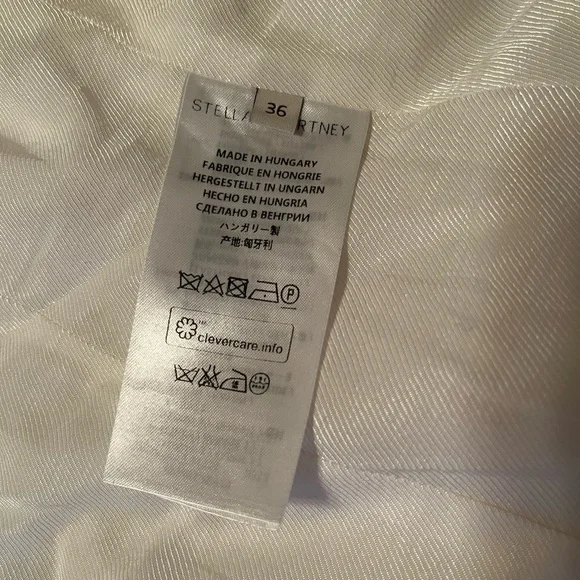 36
STELLA RTNEY
MADE IN HUNGARY
FABRIQUE EN HONGRIE
HERGESTELLT IN UNGARN
HECHO EN HUNGRIA
СДЕЛАНО В ВЕНГРИИ
ハンガリー製
产地:匈牙利
P
TM
clevercare.info